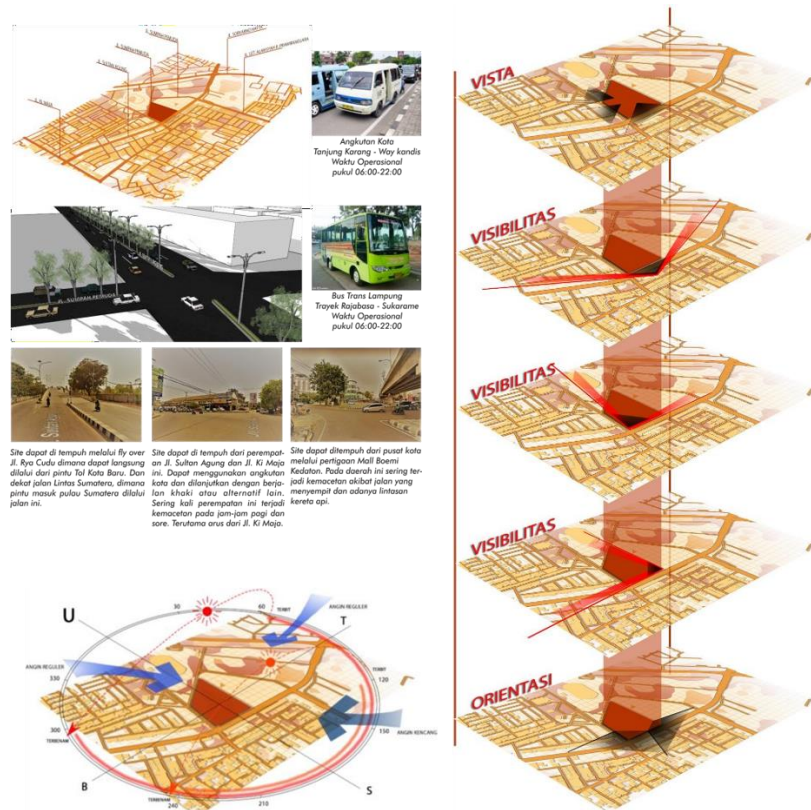 Angkutan Kota
Tanjung Karang - Way kandis
Waktu Operasional
pukul 06:00-22:00
Bus Trans Lampung
Trayek Rajabasa - Sukarame
Waktu Operasional
pukul 06:00-22:00
Site dapat di tempuh melalui fly over
Jl. Rya Cudu dimana dapat langsung
dilalui dari pintu Tol Kota Baru. Dan
dekat jalan Lintas Sumatera, dimana
pintu masuk pulau Sumatera dilalui
jalan ini.
Site dapat di tempuh dari perempat-
an Jl. Sultan Agung dan Jl. Ki Maja
ini. Dapat menggunakan angkutan
kota dan dilanjutkan dengan berja-
lan khaki atau alternatif lain.
Sering kali perempatan ini terjadi
kemacetan pada jam-jam pagi dan
sore. Terutama arus dari Jl. Ki Maja.
Site dapat ditempuh dari pusat kota
melalui pertigaan Mall Boemi
Kedaton. Pada daerah ini sering ter-
jadi kemacetan akibat jalan yang
menyempit dan adanya lintasan
kereta api.
U
30
60
TERBIT
ANGIN REGULER
T
ANGIN REGULER
330
TERBIT
120
300
TERBENAM
150
ANGIN KENCANG
B
S
TERBENAM
240
210
VISTA
VISIBILITAS
VISIBILITAS
VISIBILITAS
ORIENTASI